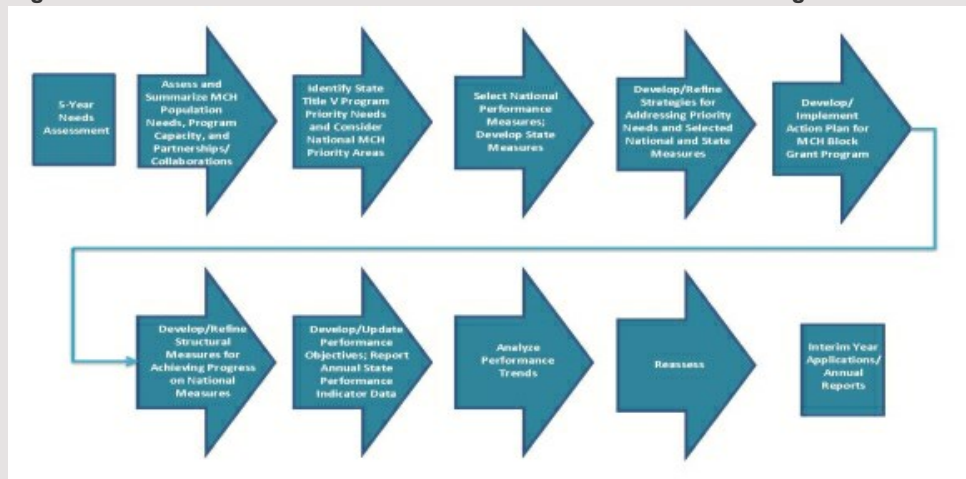 5-Year
Needs
Assessment
Assess and
Summarize MCH
Population
Needs, Program
Capacity, and
Partnerships/
Collaborations
Identify State
Title V Program
Priority Needs
and Consider
National MCH
Priority Areas
Select National
Performance
Measures;
Develop State
Measures
Develop/Refine
Strategies for
Addressing Priority
Needs and Selected
National and State
Measures
Develop/
Implement
Action Plan for
MCH Block
Grant Program
Develop/Refine
Structural
Measures for
Achieving Progress
on National
Measures
Develop/Update
Performance
Objectives; Report
Annual State
Performance
Indicator Data
Analyze
Performance
Trends
Reassess
Interim Year
Applications/
Annual
Reports